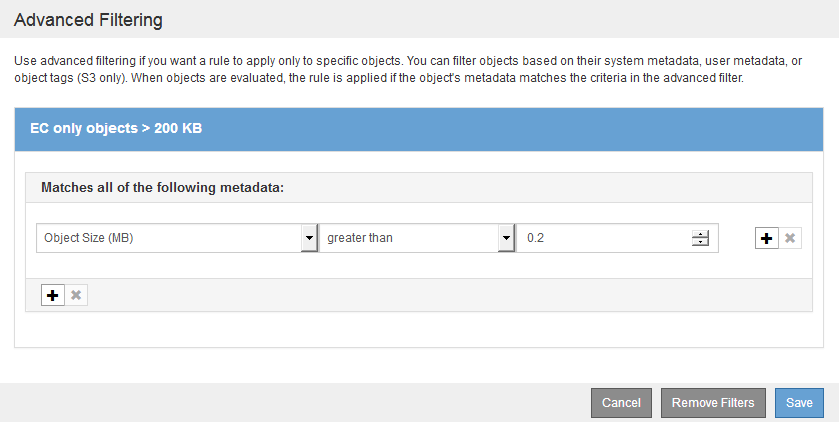 Advanced Filtering
Use advanced filtering if you want a rule to apply only to specific objects. You can filter objects based on their system metadata, user metadata, or
object tags (S3 only). When objects are evaluated, the rule is applied if the object's metadata matches the criteria in the advanced filter.
EC only objects > 200 KB
Matches all of the following metadata:
Object Size (MB) greater than 0.2
Cancel Remove Filters Save